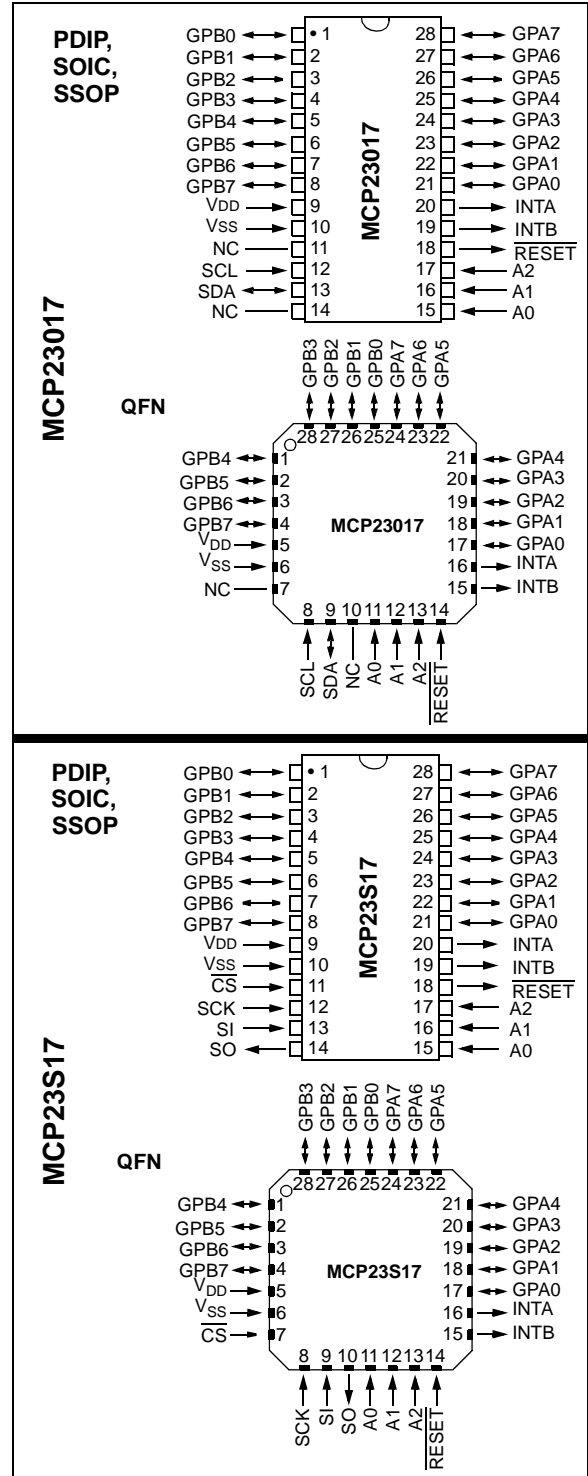 PDIP,
SOIC,
SSOP
MCP23017
GPB0 1 28 GPA7
GPB1 2 27 GPA6
GPB2 3 26 GPA5
GPB3 4 25 GPA4
GPB4 5 24 GPA3
GPB5 6 23 GPA2
GPB6 7 22 GPA1
GPB7 8 21 GPA0
VDD 9 20 INTA
VSS 10 19 INTB
NC 11 18 RESET
SCL 12 17 A2
SDA 13 16 A1
NC 14 15 A0
MCP23017
QFN
GPB3 GPB2 GPB1 GPB0 GPA7 GPA6 GPA5
28 27 26 25 24 23 22
GPB4 1 21 GPA4
GPB5 2 20 GPA3
GPB6 3 19 GPA2
GPB7 4 MCP23017 18 GPA1
VDD 5 17 GPA0
VSS 6 16 INTA
NC 7 15 INTB
8 9 10 11 12 13 14
SCL SDA NC A0 A1 A2 RESET
PDIP,
SOIC,
SSOP
MCP23S17
GPB0 1 28 GPA7
GPB1 2 27 GPA6
GPB2 3 26 GPA5
GPB3 4 25 GPA4
GPB4 5 24 GPA3
GPB5 6 23 GPA2
GPB6 7 22 GPA1
GPB7 8 21 GPA0
VDD 9 20 INTA
VSS 10 19 INTB
CS 11 18 RESET
SCK 12 17 A2
SI 13 16 A1
SO 14 15 A0
MCP23S17
QFN
GPB3 GPB2 GPB1 GPB0 GPA7 GPA6 GPA5
28 27 26 25 24 23 22
GPB4 1 21 GPA4
GPB5 2 20 GPA3
GPB6 3 19 GPA2
GPB7 4 MCP23S17 18 GPA1
VDD 5 17 GPA0
VSS 6 16 INTA
CS 7 15 INTB
8 9 10 11 12 13 14
SCK SI SO A0 A1 A2 RESET